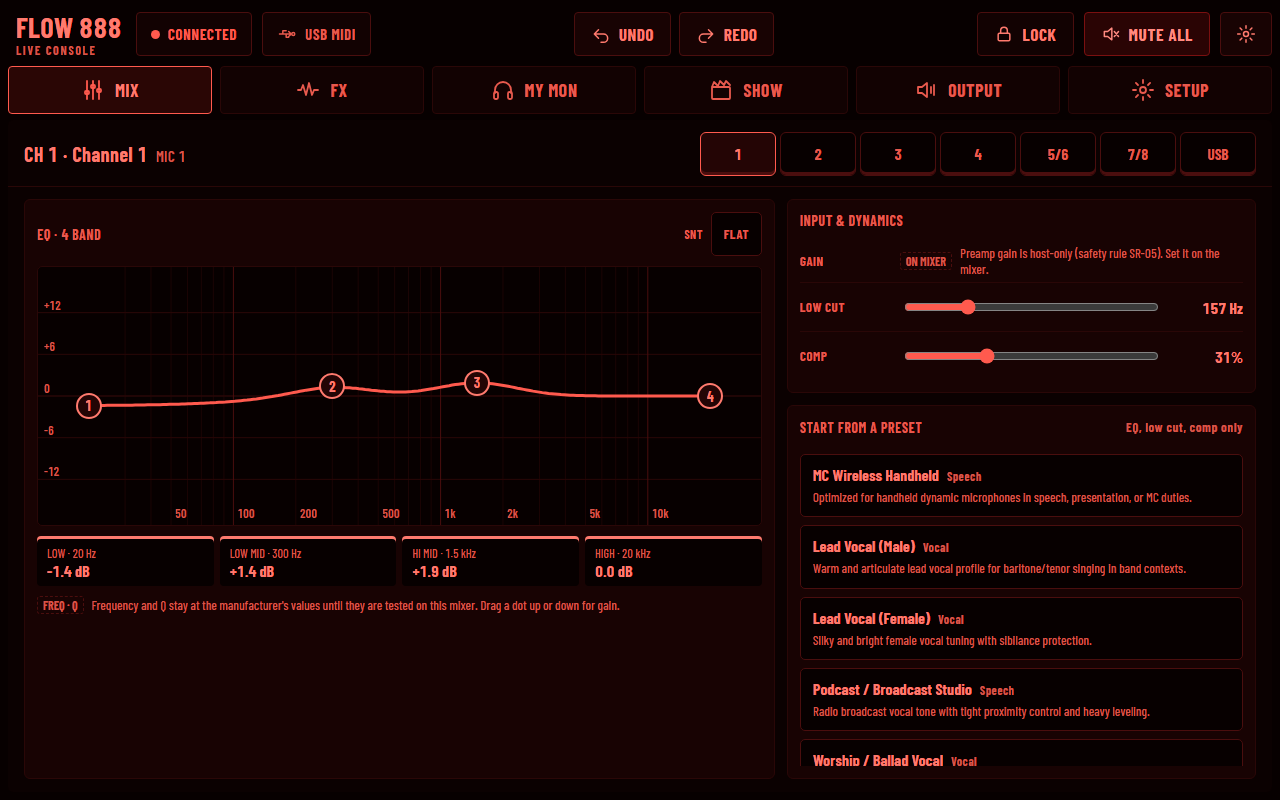 FLOW 888
LIVE CONSOLE
CONNECTED
USB MIDI
UNDO
REDO
LOCK
MUTE ALL
MIX
FX
MY MON
SHOW
OUTPUT
SETUP
CH 1 · Channel 1 MIC 1
1
2
3
4
5/6
7/8
USB
EQ · 4 BAND
SNT
FLAT
+12
+6
0
-6
-12
1
2
3
4
50
100
200
500
1k
2k
5k
10k
LOW · 20 Hz
-1.4 dB
LOW MID · 300 Hz
+1.4 dB
HI MID · 1.5 kHz
+1.9 dB
HIGH · 20 kHz
0.0 dB
FREQ · Q
Frequency and Q stay at the manufacturer's values until they are tested on this mixer. Drag a dot up or down for gain.
INPUT & DYNAMICS
GAIN
ON MIXER
Preamp gain is host-only (safety rule SR-05). Set it on the
mixer.
LOW CUT
157 Hz
COMP
31%
START FROM A PRESET
EQ, low cut, comp only
MC Wireless Handheld Speech
Optimized for handheld dynamic microphones in speech, presentation, or MC duties.
Lead Vocal (Male) Vocal
Warm and articulate lead vocal profile for baritone/tenor singing in band contexts.
Lead Vocal (Female) Vocal
Silky and bright female vocal tuning with sibilance protection.
Podcast / Broadcast Studio Speech
Radio broadcast vocal tone with tight proximity control and heavy leveling.
Worship / Ballad Vocal Vocal